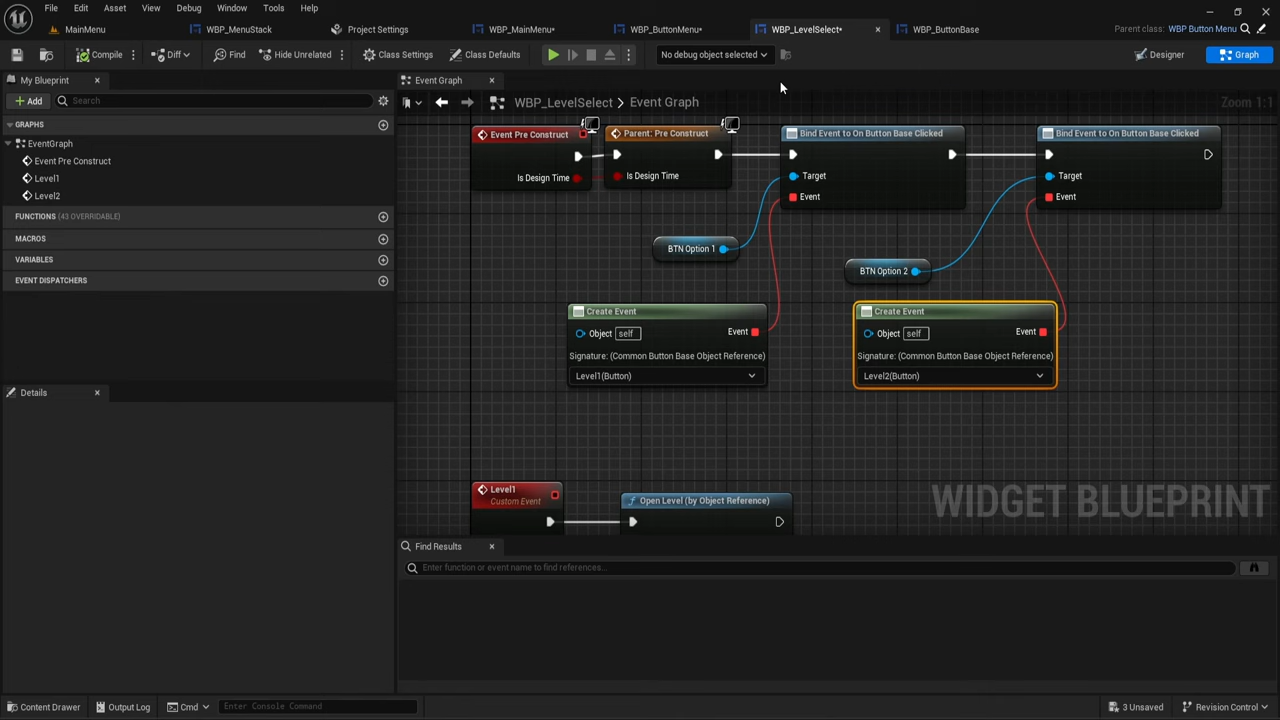 File Edit Asset View Debug Window Tools Help
MainMenu WBP_MenuStack Project Settings WBP_MainMenu* WBP_ButtonMenu* WBP_LevelSelect* WBP_ButtonBase Parent class: WBP Button Menu
Compile Diff Find Hide Unrelated Class Settings Class Defaults No debug object selected Designer Graph
My Blueprint
Add Search
GRAPHS
EventGraph
Event Pre Construct
Level1
Level2
FUNCTIONS (43 OVERRIDABLE)
MACROS
VARIABLES
EVENT DISPATCHERS
Details
Event Graph
WBP_LevelSelect > Event Graph Zoom 1:1
Event Pre Construct
Is Design Time
Parent: Pre Construct
Is Design Time
Bind Event to On Button Base Clicked
Target
Event
Bind Event to On Button Base Clicked
Target
Event
BTN Option 1
BTN Option 2
Create Event
Object self Event
Signature: (Common Button Base Object Reference)
Level1(Button)
Create Event
Object self Event
Signature: (Common Button Base Object Reference)
Level2(Button)
Level1
Custom Event
Open Level (by Object Reference)
WIDGET BLUEPRINT
Find Results
Enter function or event name to find references...
Content Drawer Output Log Cmd Enter Console Command 3 Unsaved Revision Control